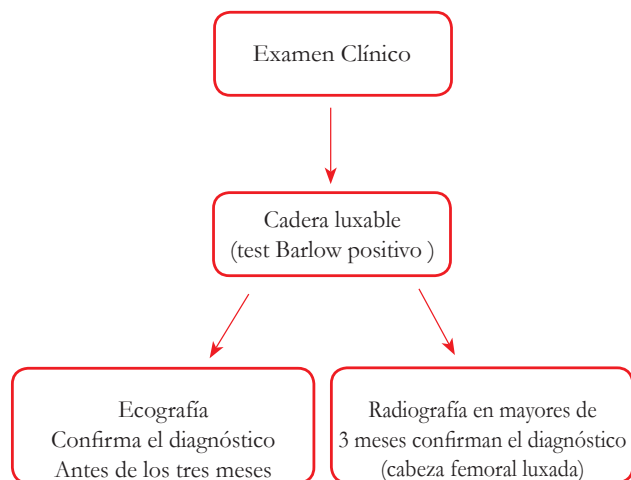 Examen Clínico
Cadera luxable
(test Barlow positivo )
Ecografía
Confirma el diagnóstico
Antes de los tres meses
Radiografía en mayores de
3 meses confirman el diagnóstico
(cabeza femoral luxada)